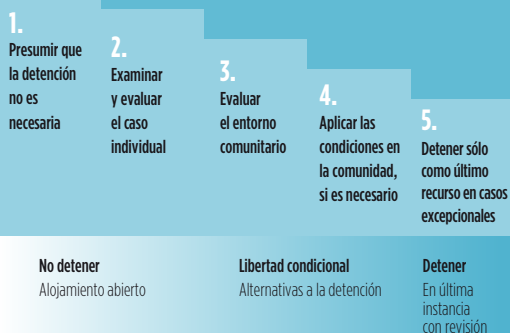 1.
Presumir que
la detención
no es
necesaria
2.
Examinar
y evaluar
el caso
individual
3.
Evaluar
el entorno
comunitario
4.
Aplicar las
condiciones en
la comunidad,
si es necesario
5.
Detener sólo
como último
recurso en casos
excepcionales
No detener
Alojamiento abierto
Libertad condicional
Alternativas a la detención
Detener
En última
instancia
con revisión